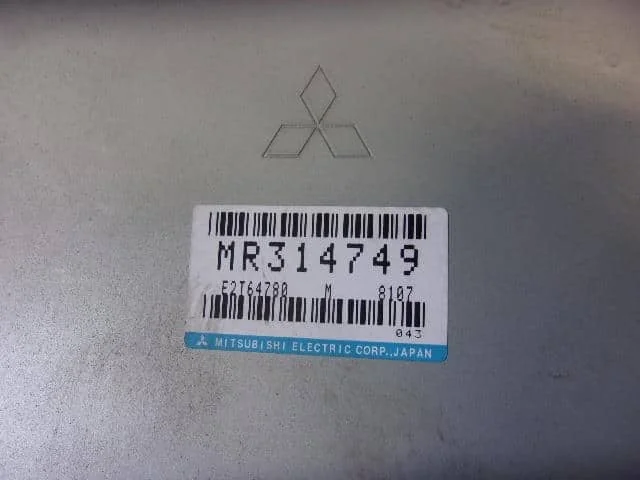 MR314749
E2T64780 M 8107
043
MITSUBISHI ELECTRIC CORP.,JAPAN